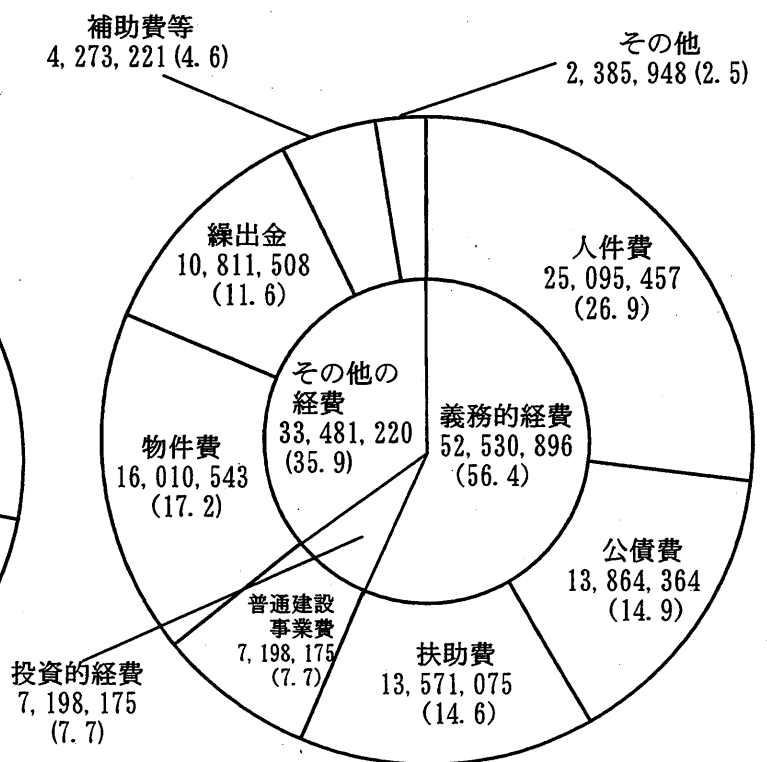 補助費等
4,273,221(4.6)
その他
2,385,948(2.5)
繰出金
10,811,508
(11.6)
人件費
25,095,457
(26.9)
その他の
経費
33,481,220
(35.9)
義務的経費
52,530,896
(56.4)
物件費
16,010,543
(17.2)
公債費
13,864,364
(14.9)
普通建設
事業費
7,198,175
(7.7)
扶助費
13,571,075
(14.6)
投資的経費
7,198,175
(7.7)